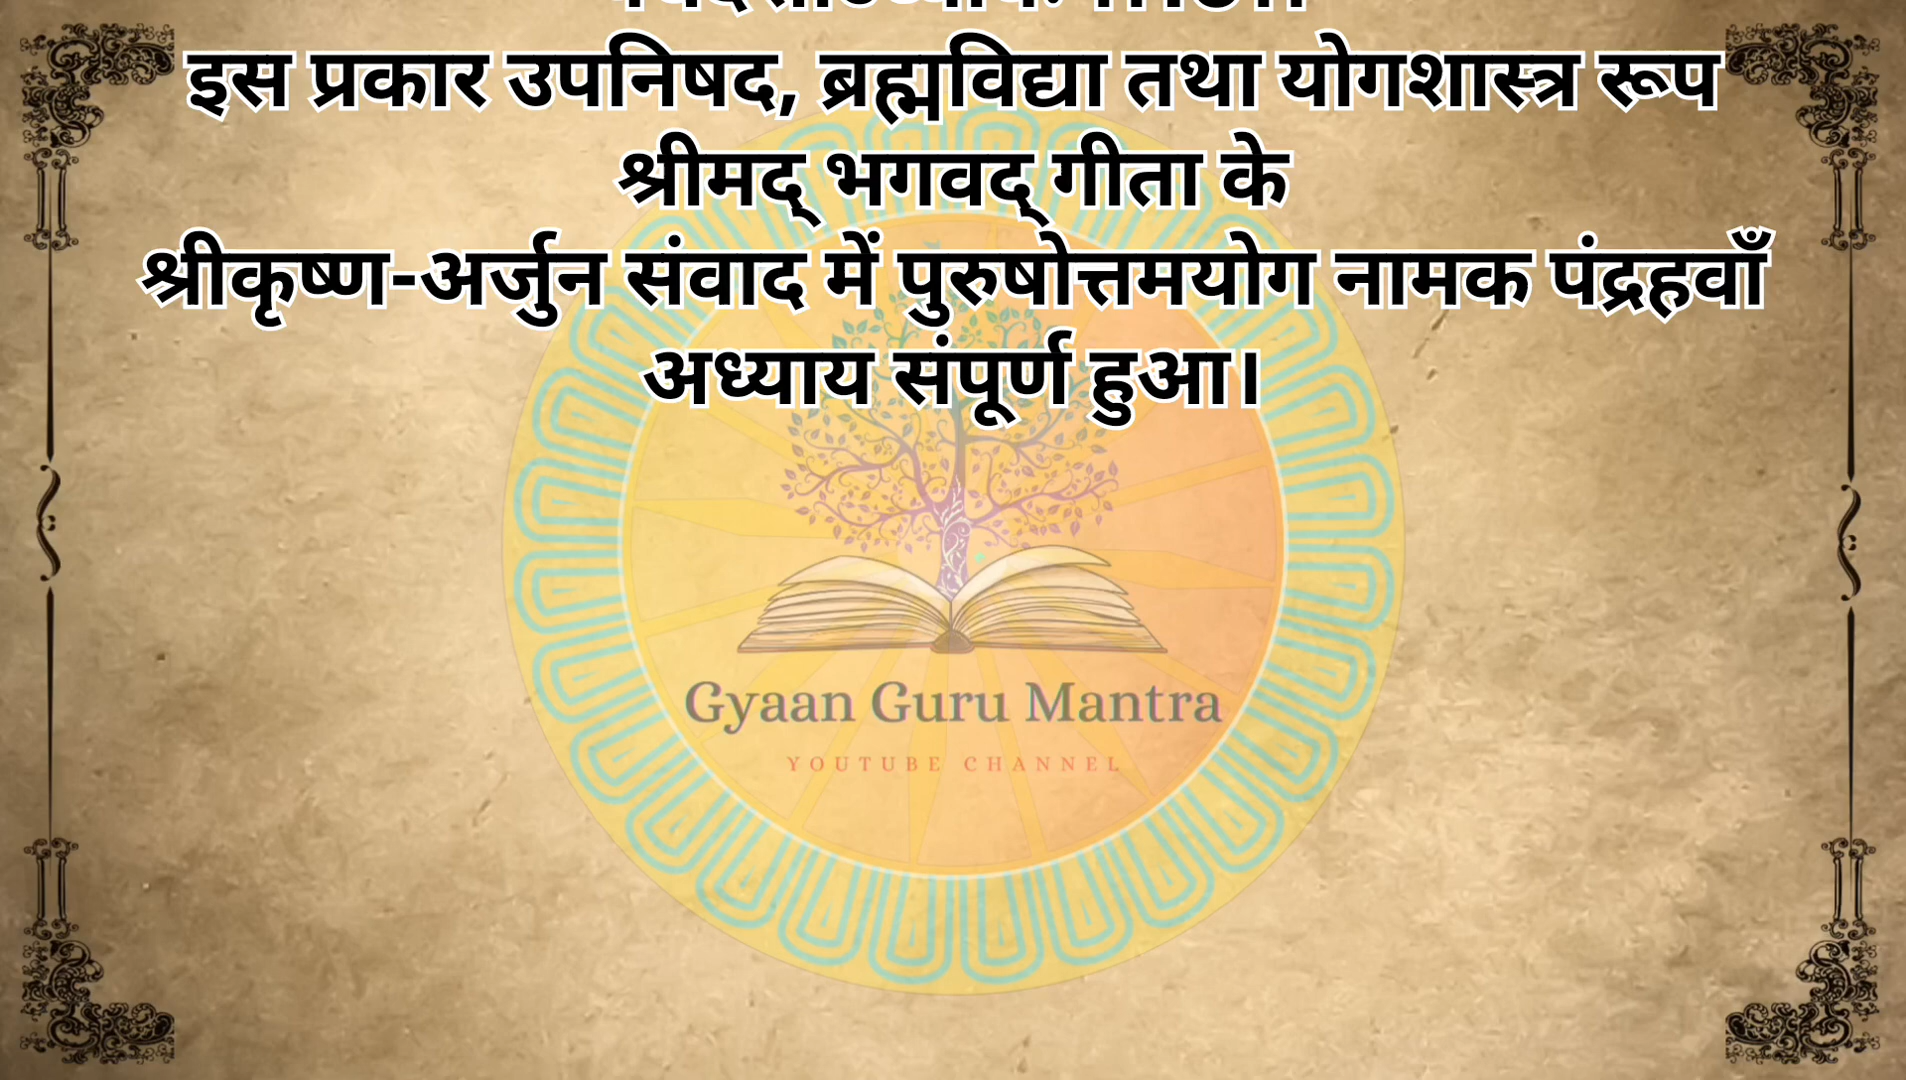 इस प्रकार उपनिषद, ब्रह्मविद्या तथा योगशास्त्र रूप
श्रीमद् भगवद् गीता के
श्रीकृष्ण-अर्जुन संवाद में पुरुषोत्तमयोग नामक पंद्रहवाँ
अध्याय संपूर्ण हुआ।
Gyaan Guru Mantra
YOUTUBE CHANNEL